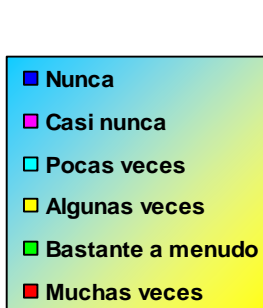 Nunca
Casi nunca
Pocas veces
Algunas veces
Bastante a menudo
Muchas veces